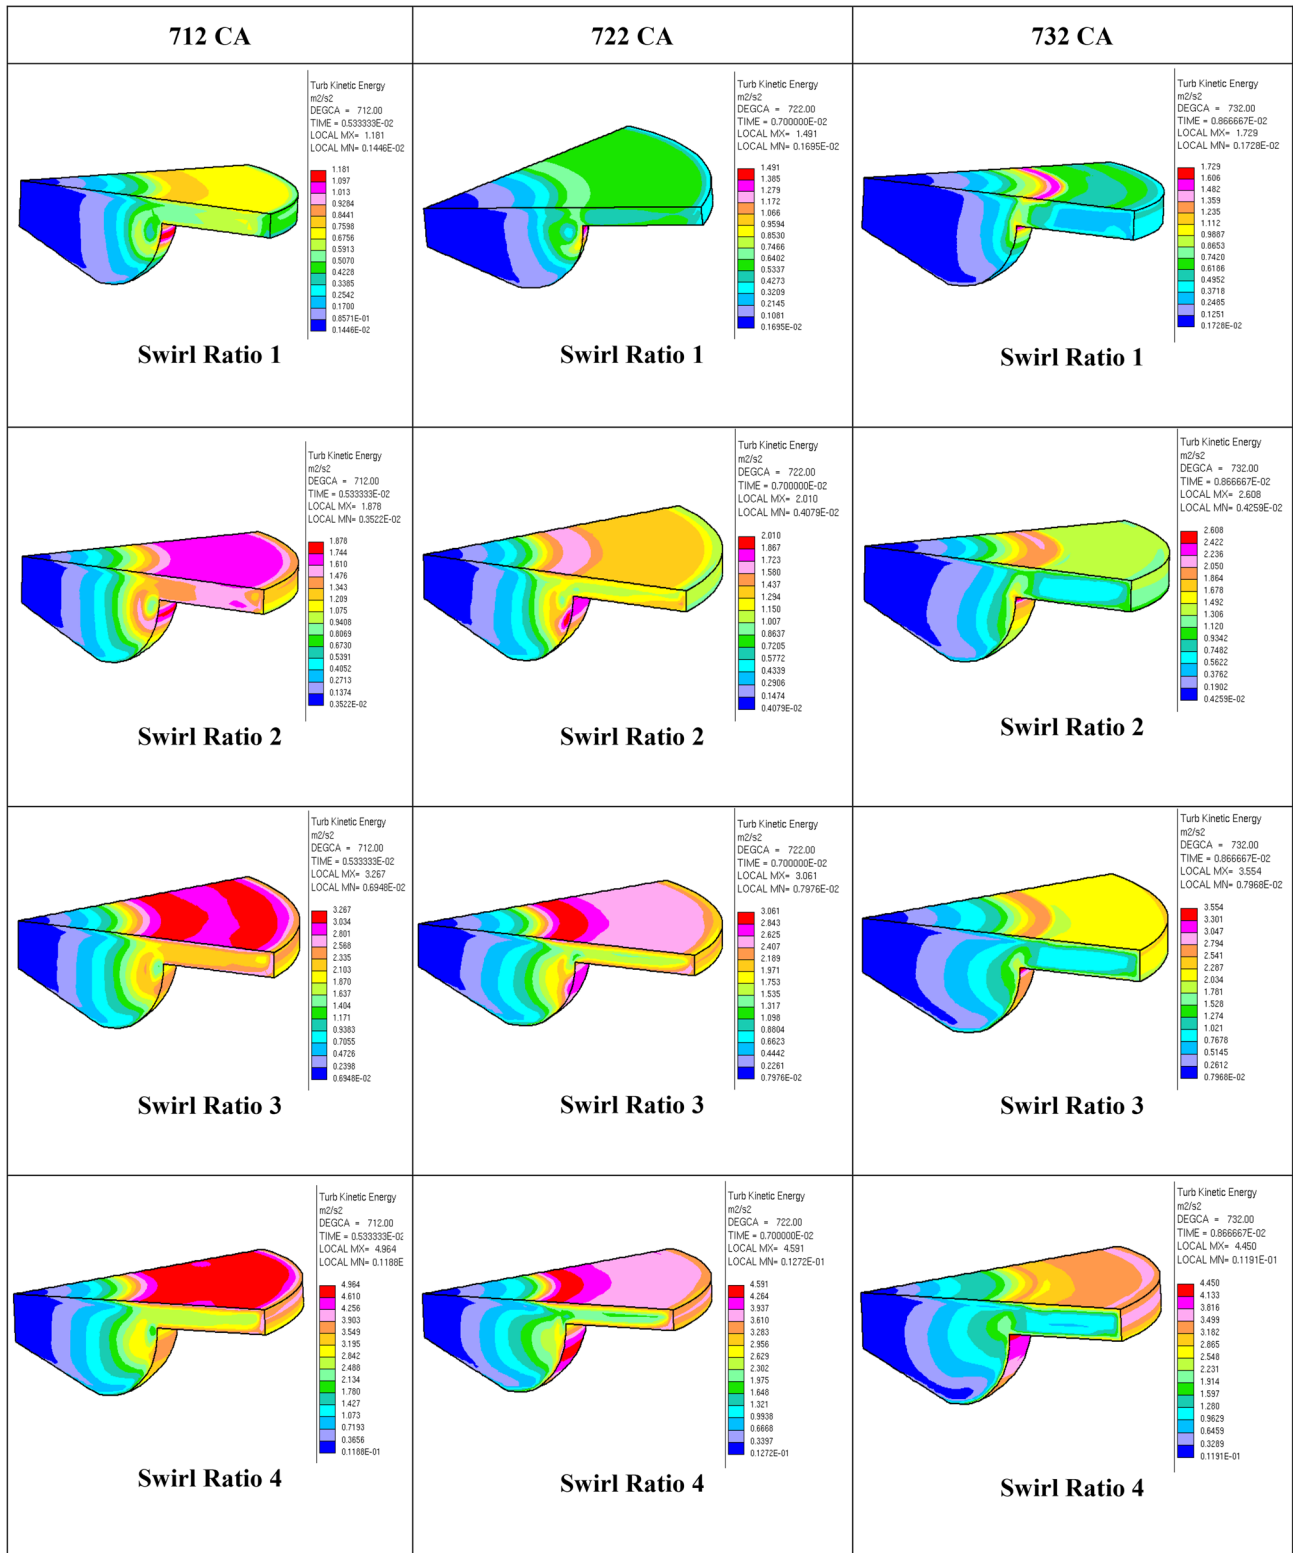 712 CA
722 CA
732 CA
Turb Kinetic Energy
m2/s2
DEGCA = 712.00
TIME = 0.533333E-02
LOCAL MX= 1.181
LOCAL MN= 0.1446E-02
1.181
1.097
1.013
0.9284
0.8441
0.7598
0.6756
0.5913
0.5070
0.4228
0.3385
0.2542
0.1700
0.8571E-01
0.1446E-02
Swirl Ratio 1
Turb Kinetic Energy
m2/s2
DEGCA = 722.00
TIME = 0.700000E-02
LOCAL MX= 1.491
LOCAL MN= 0.1695E-02
1.491
1.385
1.279
1.172
1.066
0.9594
0.8530
0.7466
0.6402
0.5337
0.4273
0.3209
0.2145
0.1081
0.1695E-02
Swirl Ratio 1
Turb Kinetic Energy
m2/s2
DEGCA = 732.00
TIME = 0.866667E-02
LOCAL MX= 1.729
LOCAL MN= 0.1728E-02
1.729
1.606
1.482
1.359
1.235
1.112
0.9887
0.8653
0.7420
0.6186
0.4952
0.3718
0.2485
0.1251
0.1728E-02
Swirl Ratio 1
Turb Kinetic Energy
m2/s2
DEGCA = 712.00
TIME = 0.533333E-02
LOCAL MX= 1.878
LOCAL MN= 0.3522E-02
1.878
1.744
1.610
1.476
1.343
1.209
1.075
0.9408
0.8069
0.6730
0.5391
0.4052
0.2713
0.1374
0.3522E-02
Swirl Ratio 2
Turb Kinetic Energy
m2/s2
DEGCA = 722.00
TIME = 0.700000E-02
LOCAL MX= 2.010
LOCAL MN= 0.4079E-02
2.010
1.867
1.723
1.580
1.437
1.294
1.150
1.007
0.8637
0.7205
0.5772
0.4339
0.2906
0.1474
0.4079E-02
Swirl Ratio 2
Turb Kinetic Energy
m2/s2
DEGCA = 732.00
TIME = 0.866667E-02
LOCAL MX= 2.608
LOCAL MN= 0.4259E-02
2.608
2.422
2.236
2.050
1.864
1.678
1.492
1.306
1.120
0.9342
0.7482
0.5622
0.3762
0.1902
0.4259E-02
Swirl Ratio 2
Turb Kinetic Energy
m2/s2
DEGCA = 712.00
TIME = 0.533333E-02
LOCAL MX= 3.267
LOCAL MN= 0.6948E-02
3.267
3.034
2.801
2.568
2.335
2.103
1.870
1.637
1.404
1.171
0.9383
0.7055
0.4726
0.2398
0.6948E-02
Swirl Ratio 3
Turb Kinetic Energy
m2/s2
DEGCA = 722.00
TIME = 0.700000E-02
LOCAL MX= 3.061
LOCAL MN= 0.7976E-02
3.061
2.843
2.625
2.407
2.189
1.971
1.753
1.535
1.317
1.098
0.8804
0.6623
0.4442
0.2261
0.7976E-02
Swirl Ratio 3
Turb Kinetic Energy
m2/s2
DEGCA = 732.00
TIME = 0.866667E-02
LOCAL MX= 3.554
LOCAL MN= 0.7968E-02
3.554
3.301
3.047
2.794
2.541
2.287
2.034
1.781
1.528
1.274
1.021
0.7678
0.5145
0.2612
0.7968E-02
Swirl Ratio 3
Turb Kinetic Energy
m2/s2
DEGCA = 712.00
TIME = 0.533333E-02
LOCAL MX= 4.964
LOCAL MN= 0.1188E
4.964
4.610
4.256
3.903
3.549
3.195
2.842
2.488
2.134
1.780
1.427
1.073
0.7193
0.3656
0.1188E-01
Swirl Ratio 4
Turb Kinetic Energy
m2/s2
DEGCA = 722.00
TIME = 0.700000E-02
LOCAL MX= 4.591
LOCAL MN= 0.1272E-01
4.591
4.264
3.937
3.610
3.283
2.956
2.629
2.302
1.975
1.648
1.321
0.9938
0.6668
0.3397
0.1272E-01
Swirl Ratio 4
Turb Kinetic Energy
m2/s2
DEGCA = 732.00
TIME = 0.866667E-02
LOCAL MX= 4.450
LOCAL MN= 0.1191E-01
4.450
4.133
3.816
3.499
3.182
2.865
2.548
2.231
1.914
1.597
1.280
0.9629
0.6459
0.3289
0.1191E-01
Swirl Ratio 4